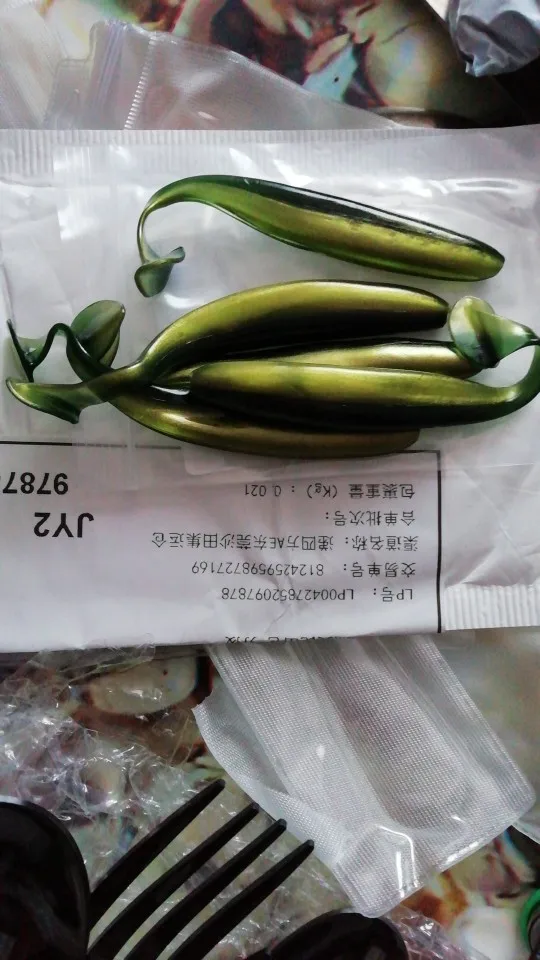 LP号： LP00427652097878
交易单号： 8124259598727169
渠道名称： 递四方AE东莞沙田集运仓
合单批次号：
包裹重量 (Kg) : 0.021
JY2
9787